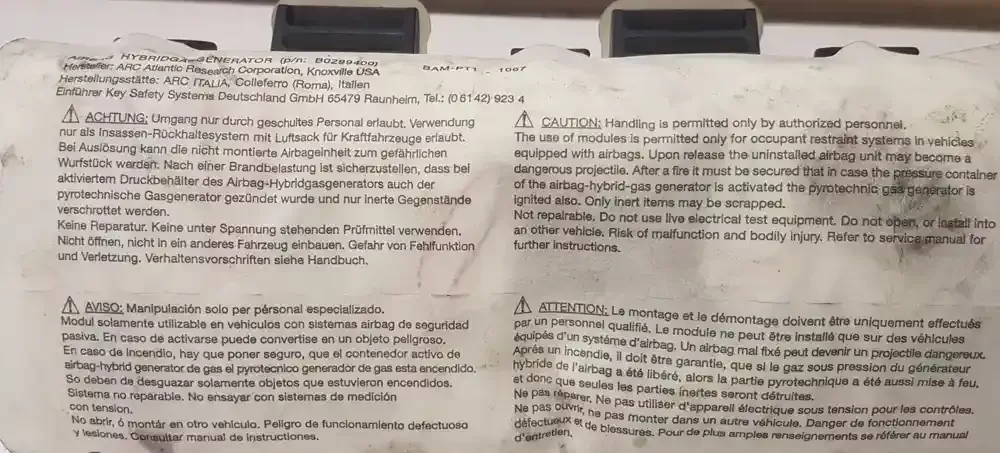 HYBRIDGASGENERATOR (p/n: B0299400)
Hersteller: ARC Atlantic Research Corporation, Knoxville USA
BAM-PT1 - 1007
Herstellungsstätte: ARC ITALIA, Colleferro (Roma), Italien
Einführer Key Safety Systems Deutschland GmbH 65479 Raunheim, Tel.: (0 61 42) 923 4
ACHTUNG: Umgang nur durch geschultes Personal erlaubt. Verwendung
nur als Insassen-Rückhaltesystem mit Luftsack für Kraftfahrzeuge erlaubt.
Bei Auslösung kann die nicht montierte Airbageinheit zum gefährlichen
Wurfstück werden. Nach einer Brandbelastung ist sicherzustellen, dass bei
aktiviertem Druckbehälter des Airbag-Hybridgasgenerators auch der
pyrotechnische Gasgenerator gezündet wurde und nur inerte Gegenstände
verschrottet werden.
Keine Reparatur. Keine unter Spannung stehenden Prüfmittel verwenden.
Nicht öffnen, nicht in ein anderes Fahrzeug einbauen. Gefahr von Fehlfunktion
und Verletzung. Verhaltensvorschriften siehe Handbuch.
CAUTION: Handling is permitted only by authorized personnel.
The use of modules is permitted only for occupant restraint systems in vehicles
equipped with airbags. Upon release the uninstalled airbag unit may become a
dangerous projectile. After a fire it must be secured that in case the pressure container
of the airbag-hybrid-gas generator is activated the pyrotechnic gas generator is
ignited also. Only inert items may be scrapped.
Not repairable. Do not use live electrical test equipment. Do not open, or install into
an other vehicle. Risk of malfunction and bodily injury. Refer to service manual for
further instructions.
AVISO: Manipulación solo per pérsonal especializado.
Modul solamente utilizable en vehiculos con sistemas airbag de seguridad
pasiva. En caso de activarse puede convertise en un objeto peligroso.
En caso de Incendio, hay que poner seguro, que el contenedor activo de
airbag-hybrid generator de gas el pyrotecnico generador de gas esta encendido.
So deben de desguazar solamente objetos que estuvieron encendidos.
Sistema no reparable. No ensayar con sistemas de medición
con tension.
No abrir, ó montár en otro vehiculo. Peligro de funcionamiento defectuoso
y lesiones. Consultar manual de instructiones.
ATTENTION: Le montage et le démontage doivent être uniquement effectués
par un personnel qualifié. Le module ne peut être installé que sur des véhicules
équipés d'un système d'airbag. Un airbag mal fixé peut devenir un projectile dangereux.
Aprés un incendie, il doit être garantie, que si le gaz sous pression du générateur
hybride de l'airbag a été libéré, alors la partie pyrotechnique a été aussi mise à feu,
et donc que seules les parties inertes seront détruites.
Ne pas réparer. Ne pas utiliser d'appareil électrique sous tension pour les contrôles.
Ne pas ouvrir, ne pas monter dans un autre véhicule. Danger de fonctionnement
défectueux et de blessures. Pour de plus amples renseignements se référer au manual
d'entretien.